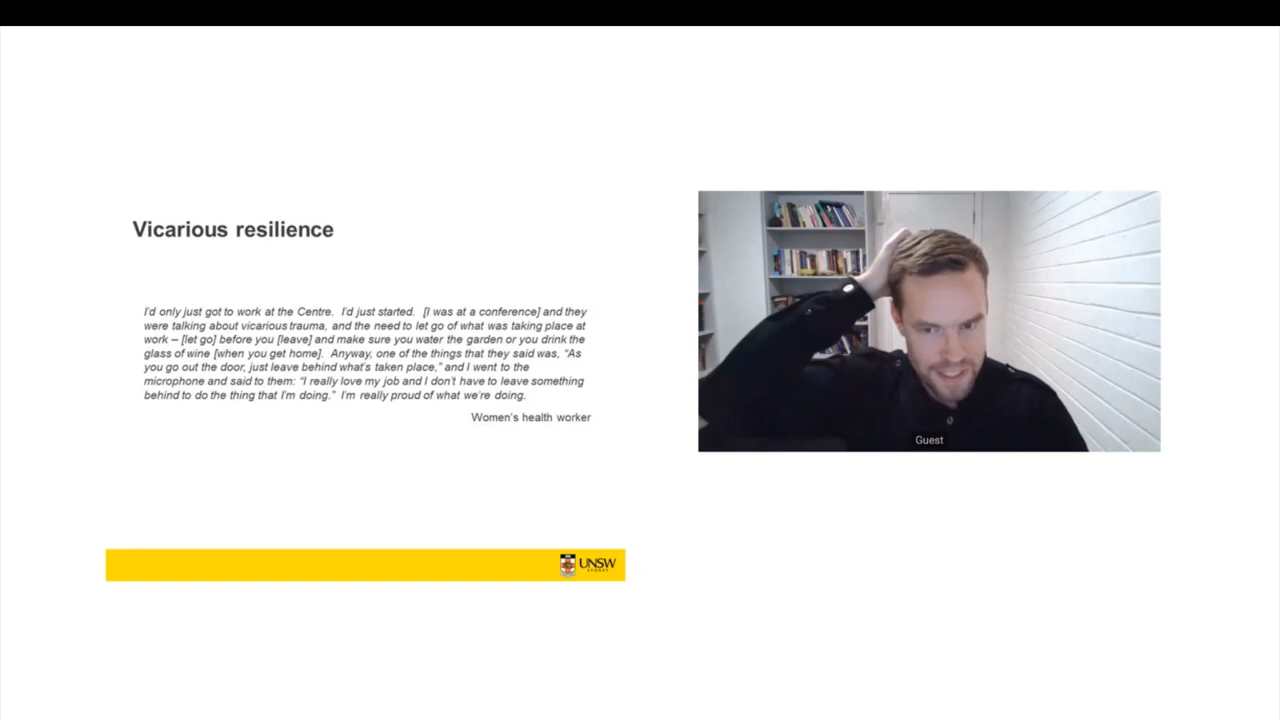 Vicarious resilience
I'd only just got to work at the Centre. I'd just started. [I was at a conference] and they
were talking about vicarious trauma, and the need to let go of what was taking place at
work – [let go] before you [leave] and make sure you water the garden or you drink the
glass of wine [when you get home]. Anyway, one of the things that they said was, "As
you go out the door, just leave behind what's taken place," and I went to the
microphone and said to them: "I really love my job and I don't have to leave something
behind to do the thing that I'm doing." I'm really proud of what we're doing.
Women's health worker
Guest
UNSW
SYDNEY